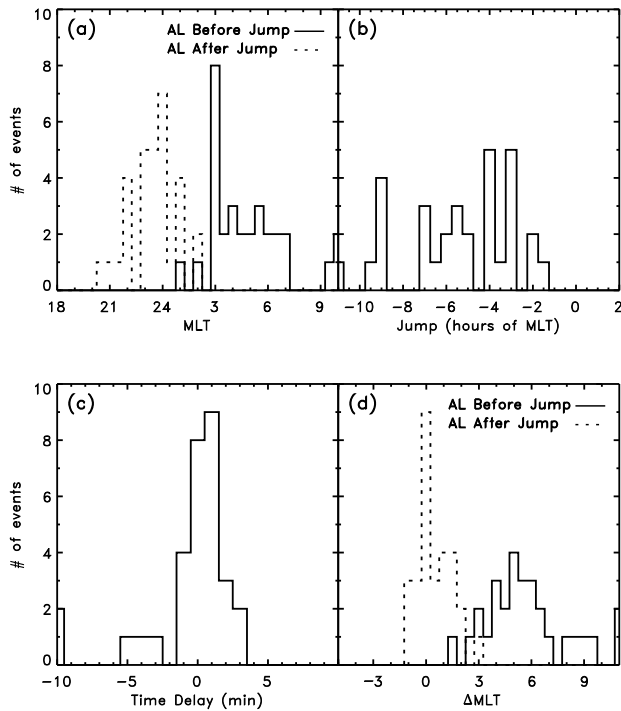 (a)
AL Before Jump
AL After Jump
(b)
10
8
6
4
2
0
# of events
18 21 24 3 6 9
MLT
-10 -8 -6 -4 -2 0 2
Jump (hours of MLT)
(c)
10
8
6
4
2
0
# of events
-10 -5 0 5
Time Delay (min)
(d)
AL Before Jump
AL After Jump
-3 0 3 6 9
ΔMLT